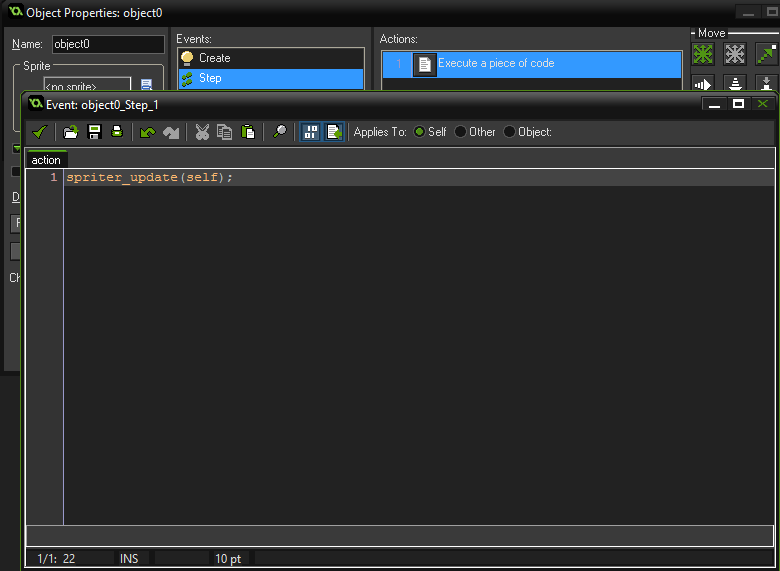 Object Properties: object0
Name: object0
Sprite
<no sprite>
Events:
Create
Step
Actions:
1 Execute a piece of code
Move
Event: object0_Step_1
Applies To: Self Other Object:
action
1 spriter_update(self);
1/1: 22 INS 10 pt